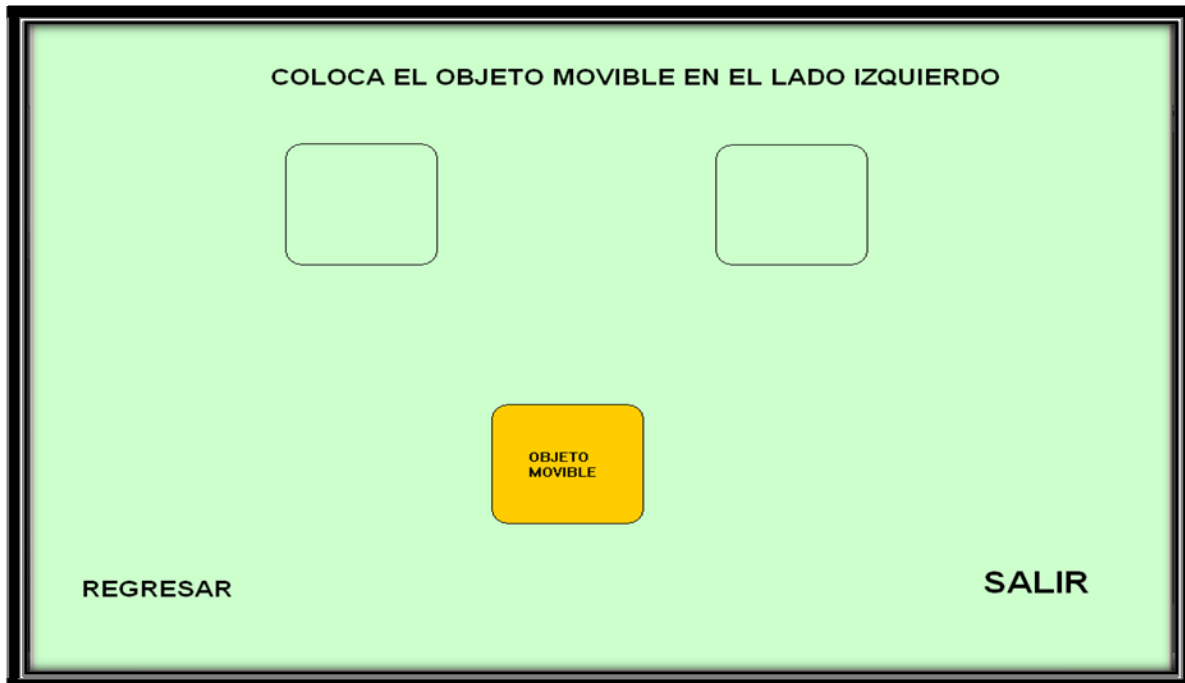 COLOCA EL OBJETO MOVIBLE EN EL LADO IZQUIERDO
OBJETO
MOVIBLE
REGRESAR
SALIR